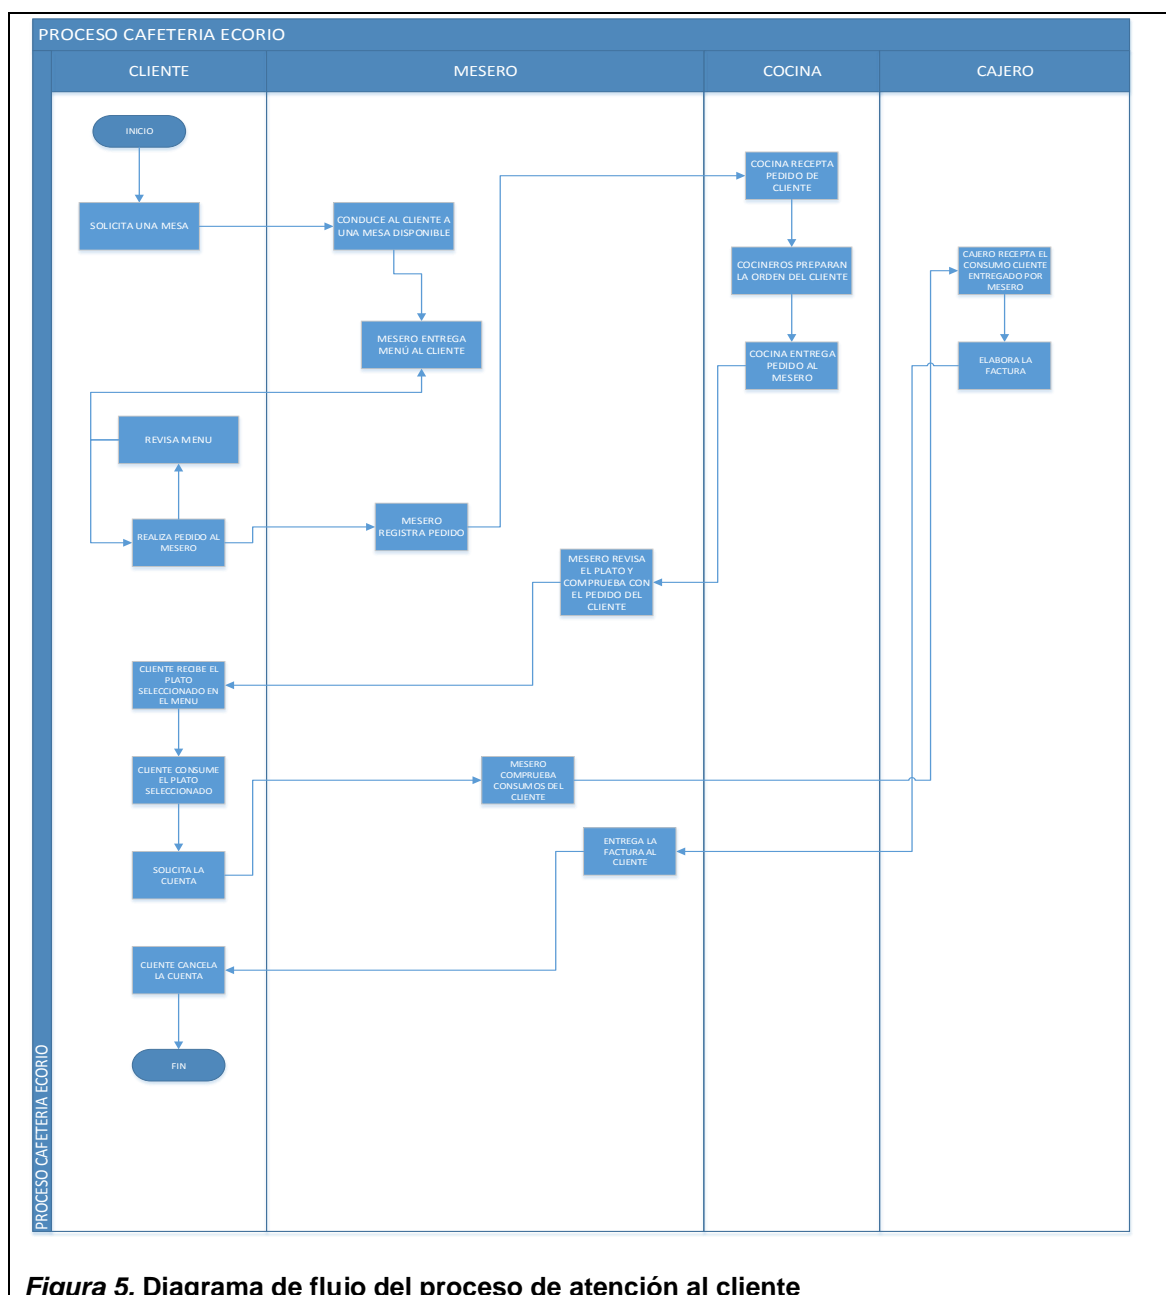 PROCESO CAFETERIA ECORIO
CLIENTE
MESERO
COCINA
CAJERO
INICIO
SOLICITA UNA MESA
CONDUCE AL CLIENTE A
UNA MESA DISPONIBLE
MESERO ENTREGA
MENÚ AL CLIENTE
REVISA MENU
REALIZA PEDIDO AL
MESERO
MESERO
REGISTRA PEDIDO
COCINA RECEPTA
PEDIDO DE
CLIENTE
COCINEROS PREPARAN
LA ORDEN DEL CLIENTE
COCINA ENTREGA
PEDIDO AL
MESERO
MESERO REVISA
EL PLATO Y
COMPRUEBA CON
EL PEDIDO DEL
CLIENTE
CLIENTE RECIBE EL
PLATO
SELECCIONADO EN
EL MENU
CLIENTE CONSUME
EL PLATO
SELECCIONADO
SOLICITA LA
CUENTA
MESERO
COMPRUEBA
CONSUMOS DEL
CLIENTE
CAJERO RECEPTA EL
CONSUMO CLIENTE
ENTREGADO POR
MESERO
ELABORA LA
FACTURA
ENTREGA LA
FACTURA AL
CLIENTE
CLIENTE CANCELA
LA CUENTA
FIN
PROCESO CAFETERIA ECORIO
Figura 5. Diagrama de flujo del proceso de atención al cliente